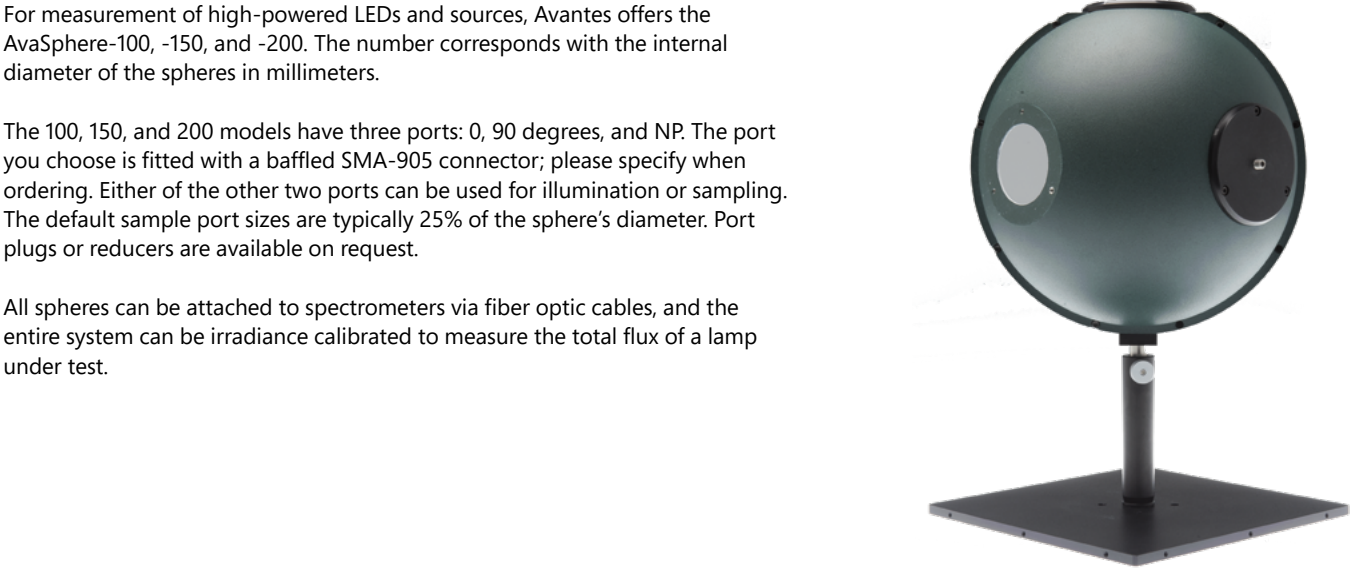 For measurement of high-powered LEDs and sources, Avantes offers the
AvaSphere-100, -150, and -200. The number corresponds with the internal
diameter of the spheres in millimeters.
The 100, 150, and 200 models have three ports: 0, 90 degrees, and NP. The port
you choose is fitted with a baffled SMA-905 connector; please specify when
ordering. Either of the other two ports can be used for illumination or sampling.
The default sample port sizes are typically 25% of the sphere’s diameter. Port
plugs or reducers are available on request.
All spheres can be attached to spectrometers via fiber optic cables, and the
entire system can be irradiance calibrated to measure the total flux of a lamp
under test.